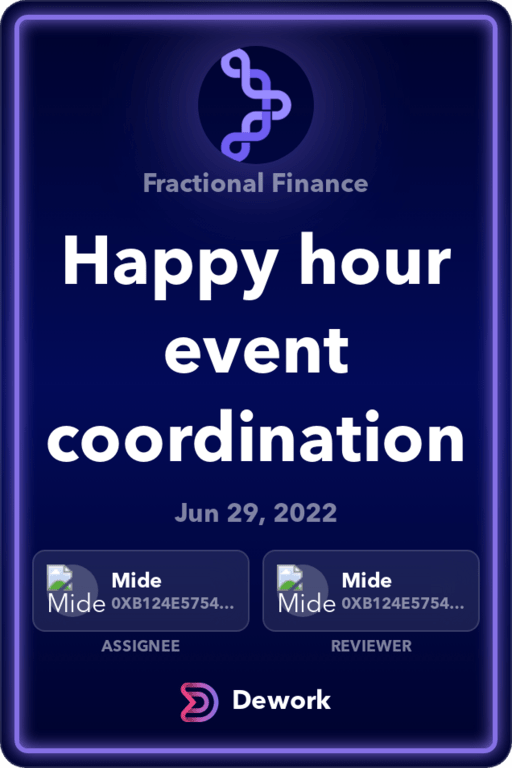 Fractional Finance
Happy hour
event
coordination
Jun 29, 2022
Mide
Mide
0XB124E5754...
ASSIGNEE
Mide
Mide
0XB124E5754...
REVIEWER
Dework